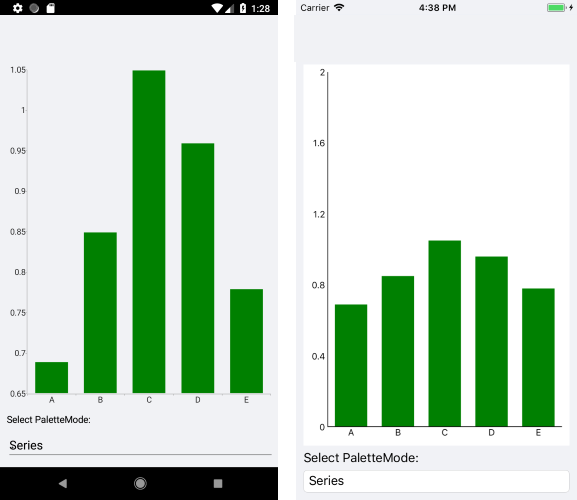 1:28
1.05
1
0.95
0.9
0.85
0.8
0.75
0.7
0.65
A B C D E
Select PaletteMode:
Series
Carrier 4:38 PM
2
1.6
1.2
0.8
0.4
0
A B C D E
Select PaletteMode:
Series